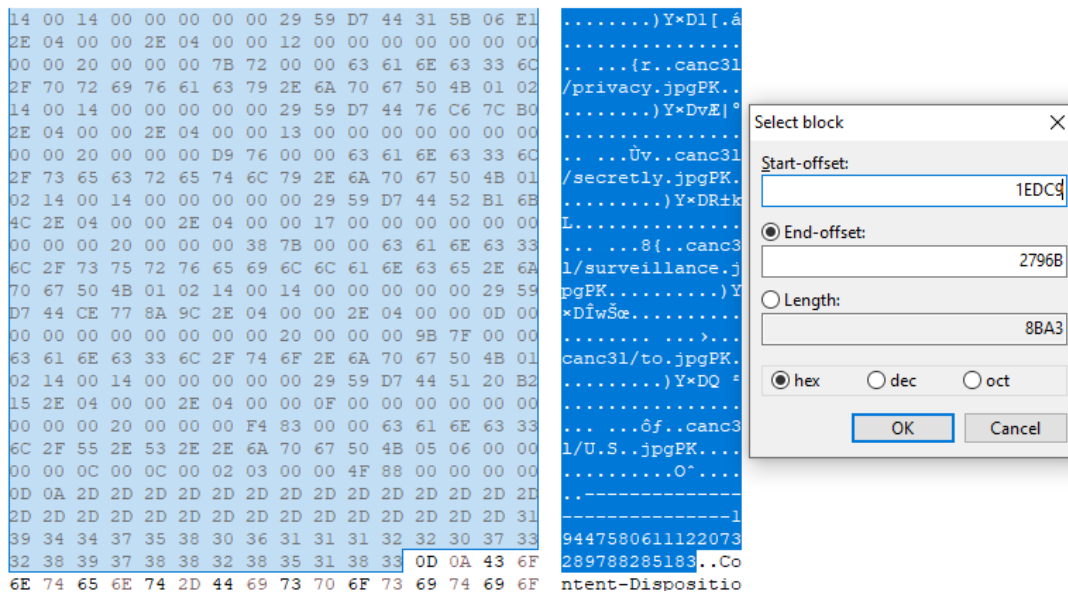 14 00 14 00 00 00 00 00 29 59 D7 44 31 5B 06 E1 ........)Y×D1[.á
2E 04 00 00 2E 04 00 00 12 00 00 00 00 00 00 00 ................
00 00 20 00 00 00 7B 72 00 00 63 61 6E 63 33 6C .. ...{r..canc3l
2F 70 72 69 76 61 63 79 2E 6A 70 67 50 4B 01 02 /privacy.jpgPK..
14 00 14 00 00 00 00 00 29 59 D7 44 76 C6 7C B0 ........)Y×DvÆ|°
2E 04 00 00 2E 04 00 00 13 00 00 00 00 00 00 00 ................
00 00 20 00 00 00 D9 76 00 00 63 61 6E 63 33 6C .. ...Ùv..canc3l
2F 73 65 63 72 65 74 6C 79 2E 6A 70 67 50 4B 01 /secretly.jpgPK.
02 14 00 14 00 00 00 00 00 29 59 D7 44 52 B1 6B .........)Y×DR±k
4C 2E 04 00 00 2E 04 00 00 17 00 00 00 00 00 00 L...............
00 00 00 20 00 00 00 38 7B 00 00 63 61 6E 63 33 ... ...8{..canc3
6C 2F 73 75 72 76 65 69 6C 6C 61 6E 63 65 2E 6A l/surveillance.j
70 67 50 4B 01 02 14 00 14 00 00 00 00 00 29 59 pgPK..........)Y
D7 44 CE 77 8A 9C 2E 04 00 00 2E 04 00 00 0D 00 ×DÎwŠœ..........
00 00 00 00 00 00 00 00 20 00 00 00 9B 7F 00 00 ........ ...›...
63 61 6E 63 33 6C 2F 74 6F 2E 6A 70 67 50 4B 01 canc3l/to.jpgPK.
02 14 00 14 00 00 00 00 00 29 59 D7 44 51 20 B2 .........)Y×DQ ²
15 2E 04 00 00 2E 04 00 00 0F 00 00 00 00 00 00 ................
00 00 00 20 00 00 00 F4 83 00 00 63 61 6E 63 33 ... ...ôƒ..canc3
6C 2F 55 2E 53 2E 2E 6A 70 67 50 4B 05 06 00 00 l/U.S..jpgPK....
00 00 0C 00 0C 00 02 03 00 00 4F 88 00 00 00 00 ..........Oˆ....
0D 0A 2D 2D 2D 2D 2D 2D 2D 2D 2D 2D 2D 2D 2D 2D ..--------------
2D 2D 2D 2D 2D 2D 2D 2D 2D 2D 2D 2D 2D 2D 2D 31 ---------------1
39 34 34 37 35 38 30 36 31 31 31 32 32 30 37 33 9447580611122073
32 38 39 37 38 38 32 38 35 31 38 33 0D 0A 43 6F 289788285183..Co
6E 74 65 6E 74 2D 44 69 73 70 6F 73 69 74 69 6F ntent-Dispositio
Select block
Start-offset:
1EDC9
End-offset:
2796B
Length:
8BA3
hex dec oct
OK Cancel